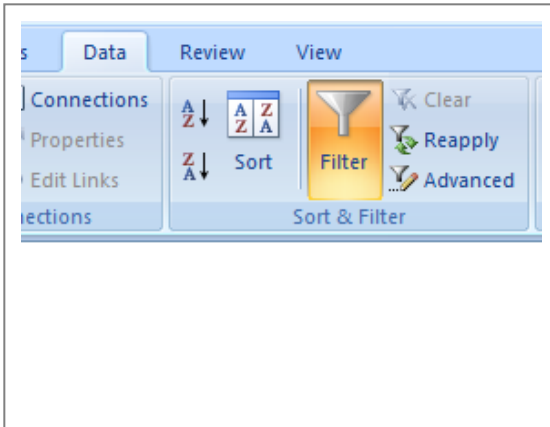 s Data Review View
Connections
Properties
Edit Links
nections
A
Z
Z
A
A Z
Z A
Sort
Filter
Clear
Reapply
Advanced
Sort & Filter